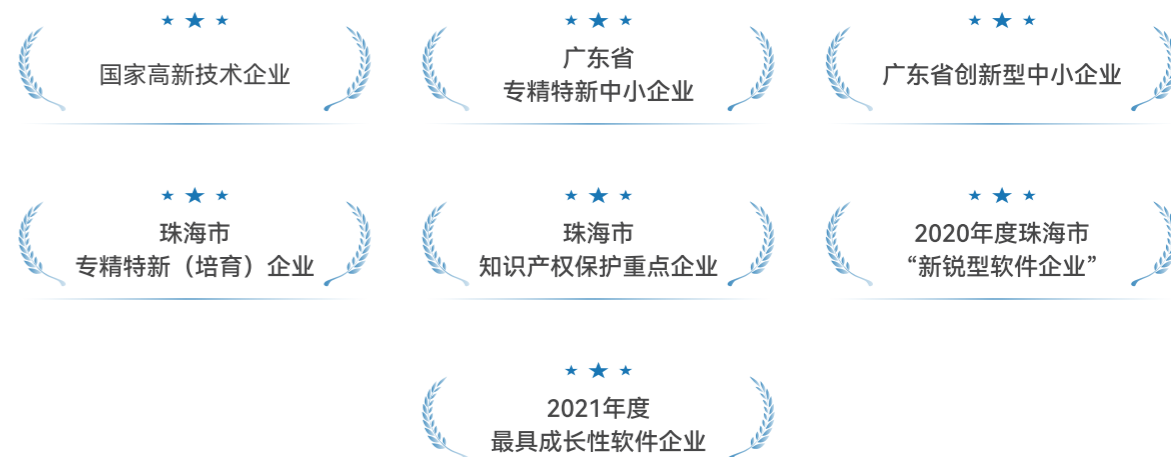 国家高新技术企业
广东省
专精特新中小企业
广东省创新型中小企业
珠海市
专精特新（培育）企业
珠海市
知识产权保护重点企业
2020年度珠海市
“新锐型软件企业”
2021年度
最具成长性软件企业